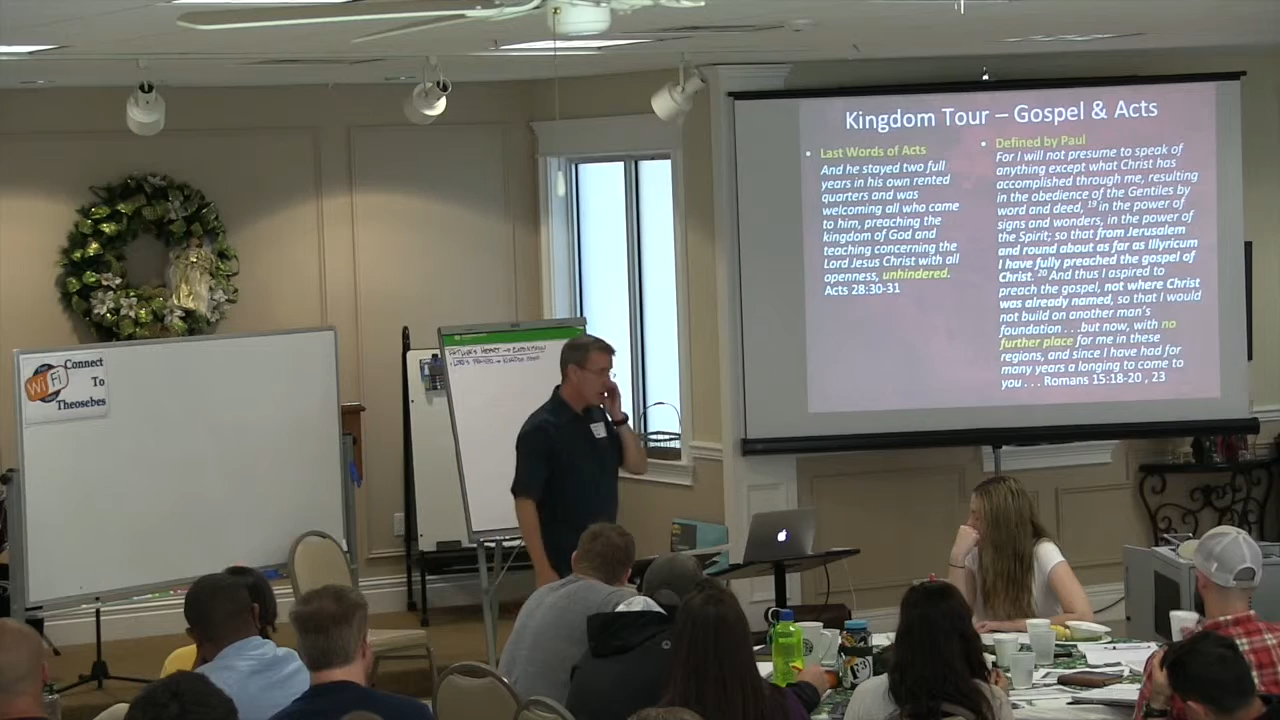 Kingdom Tour – Gospel & Acts
• Last Words of Acts
And he stayed two full
years in his own rented
quarters and was
welcoming all who came
to him, preaching the
kingdom of God and
teaching concerning the
Lord Jesus Christ with all
openness, unhindered.
Acts 28:30-31
• Defined by Paul
For I will not presume to speak of
anything except what Christ has
accomplished through me, resulting
in the obedience of the Gentiles by
word and deed, 19 in the power of
signs and wonders, in the power of
the Spirit; so that from Jerusalem
and round about as far as Illyricum
I have fully preached the gospel of
Christ. 20 And thus I aspired to
preach the gospel, not where Christ
was already named, so that I would
not build on another man's
foundation . . .but now, with no
further place for me in these
regions, and since I have had for
many years a longing to come to
you . . . Romans 15:18-20 , 23
WiFi
Connect
To
Theosebes
FATHER'S HEART →
LORD'S PRAYER → KINGDOM